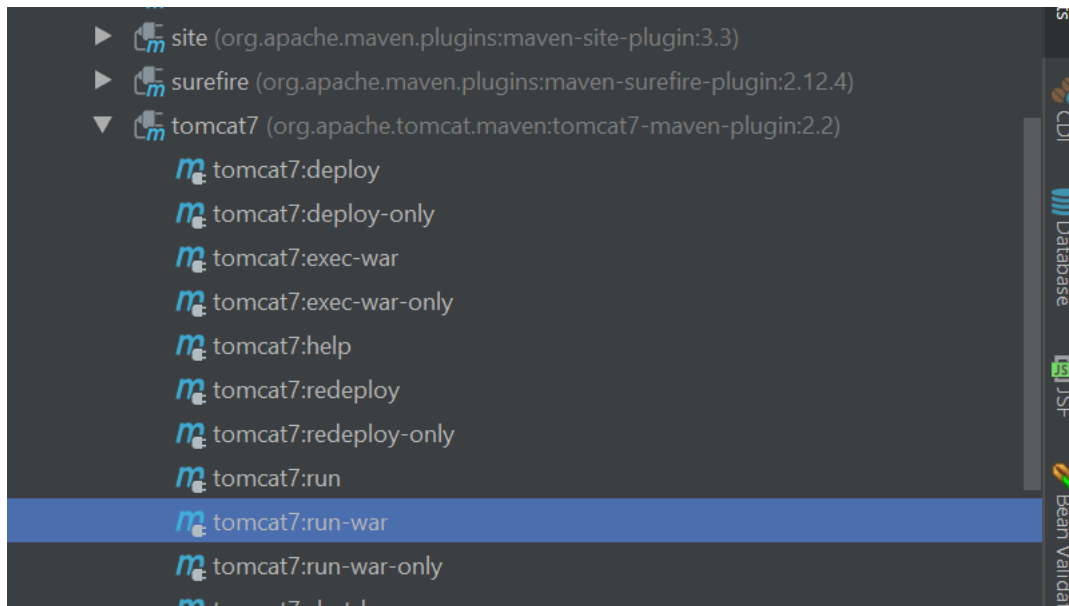 site (org.apache.maven.plugins:maven-site-plugin:3.3)
surefire (org.apache.maven.plugins:maven-surefire-plugin:2.12.4)
tomcat7 (org.apache.tomcat.maven:tomcat7-maven-plugin:2.2)
tomcat7:deploy
tomcat7:deploy-only
tomcat7:exec-war
tomcat7:exec-war-only
tomcat7:help
tomcat7:redeploy
tomcat7:redeploy-only
tomcat7:run
tomcat7:run-war
tomcat7:run-war-only
CDI
Database
JSF
Bean Valida